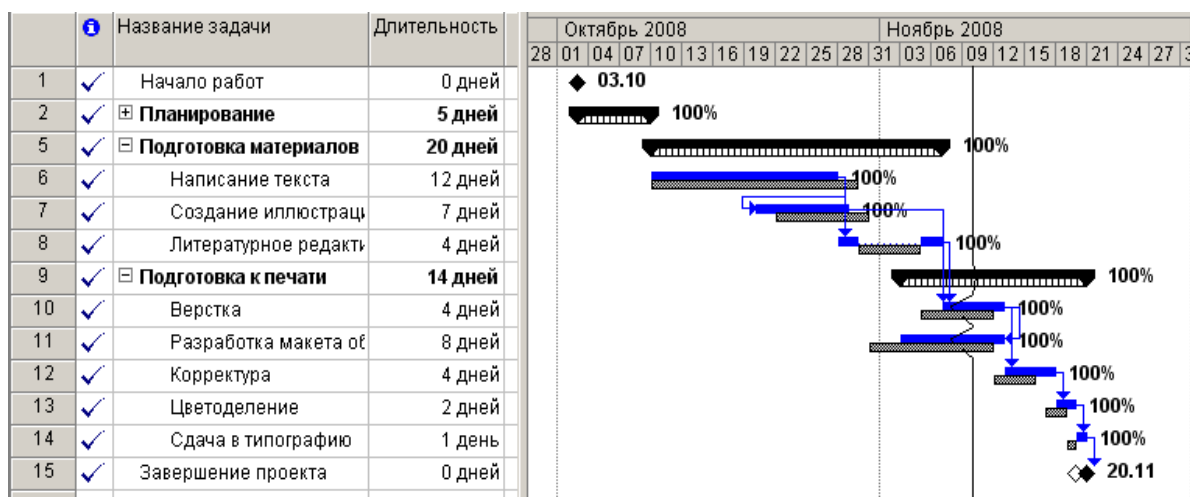 Название задачи Длительность Октябрь 2008 Ноябрь 2008
28 01 04 07 10 13 16 19 22 25 28 31 03 06 09 12 15 18 21 24 27 3
1 Начало работ 0 дней 03.10
2 Планирование 5 дней 100%
5 Подготовка материалов 20 дней 100%
6 Написание текста 12 дней 100%
7 Создание иллюстраци 7 дней 100%
8 Литературное редакти 4 дней 100%
9 Подготовка к печати 14 дней 100%
10 Верстка 4 дней 100%
11 Разработка макета об 8 дней 100%
12 Корректура 4 дней 100%
13 Цветоделение 2 дней 100%
14 Сдача в типографию 1 день 100%
15 Завершение проекта 0 дней 20.11